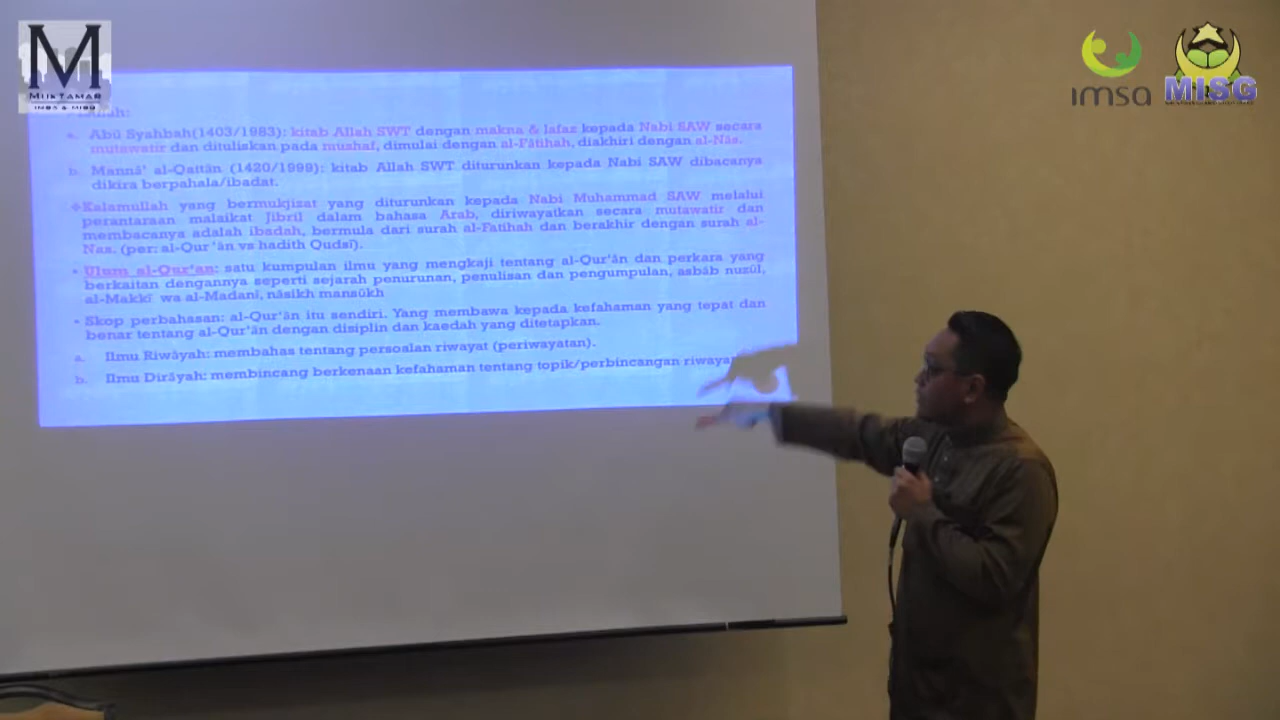 M
MUKTAMAR
IMSA & MISG
imsa
MISG
a. Abū Syahbah(1403/1983): kitab Allah SWT dengan makna & lafaz kepada Nabi SAW secara
mutawatir dan dituliskan pada mushaf, dimulai dengan al-Fātihah, diakhiri dengan al-Nās.
b. Mannā' al-Qattān (1420/1999): kitab Allah SWT diturunkan kepada Nabi SAW dibacanya
dikira berpahala/ibadat.
❖Kalamullah yang bermukjizat yang diturunkan kepada Nabi Muhammad SAW melalui
perantaraan malaikat Jibril dalam bahasa Arab, diriwayatkan secara mutawatir dan
membacanya adalah ibadah, bermula dari surah al-Fatihah dan berakhir dengan surah al-
Nas. (per: al-Qur'ān vs hadith Qudsī).
• Ulum al-Qur'an: satu kumpulan ilmu yang mengkaji tentang al-Qur'ān dan perkara yang
berkaitan dengannya seperti sejarah penurunan, penulisan dan pengumpulan, asbāb nuzūl,
al-Makkī wa al-Madanī, nāsikh mansūkh
• Skop perbahasan: al-Qur'ān itu sendiri. Yang membawa kepada kefahaman yang tepat dan
benar tentang al-Qur'ān dengan disiplin dan kaedah yang ditetapkan.
a. Ilmu Riwāyah: membahas tentang persoalan riwayat (periwayatan).
b. Ilmu Dirāyah: membincang berkenaan kefahaman tentang topik/perbincangan